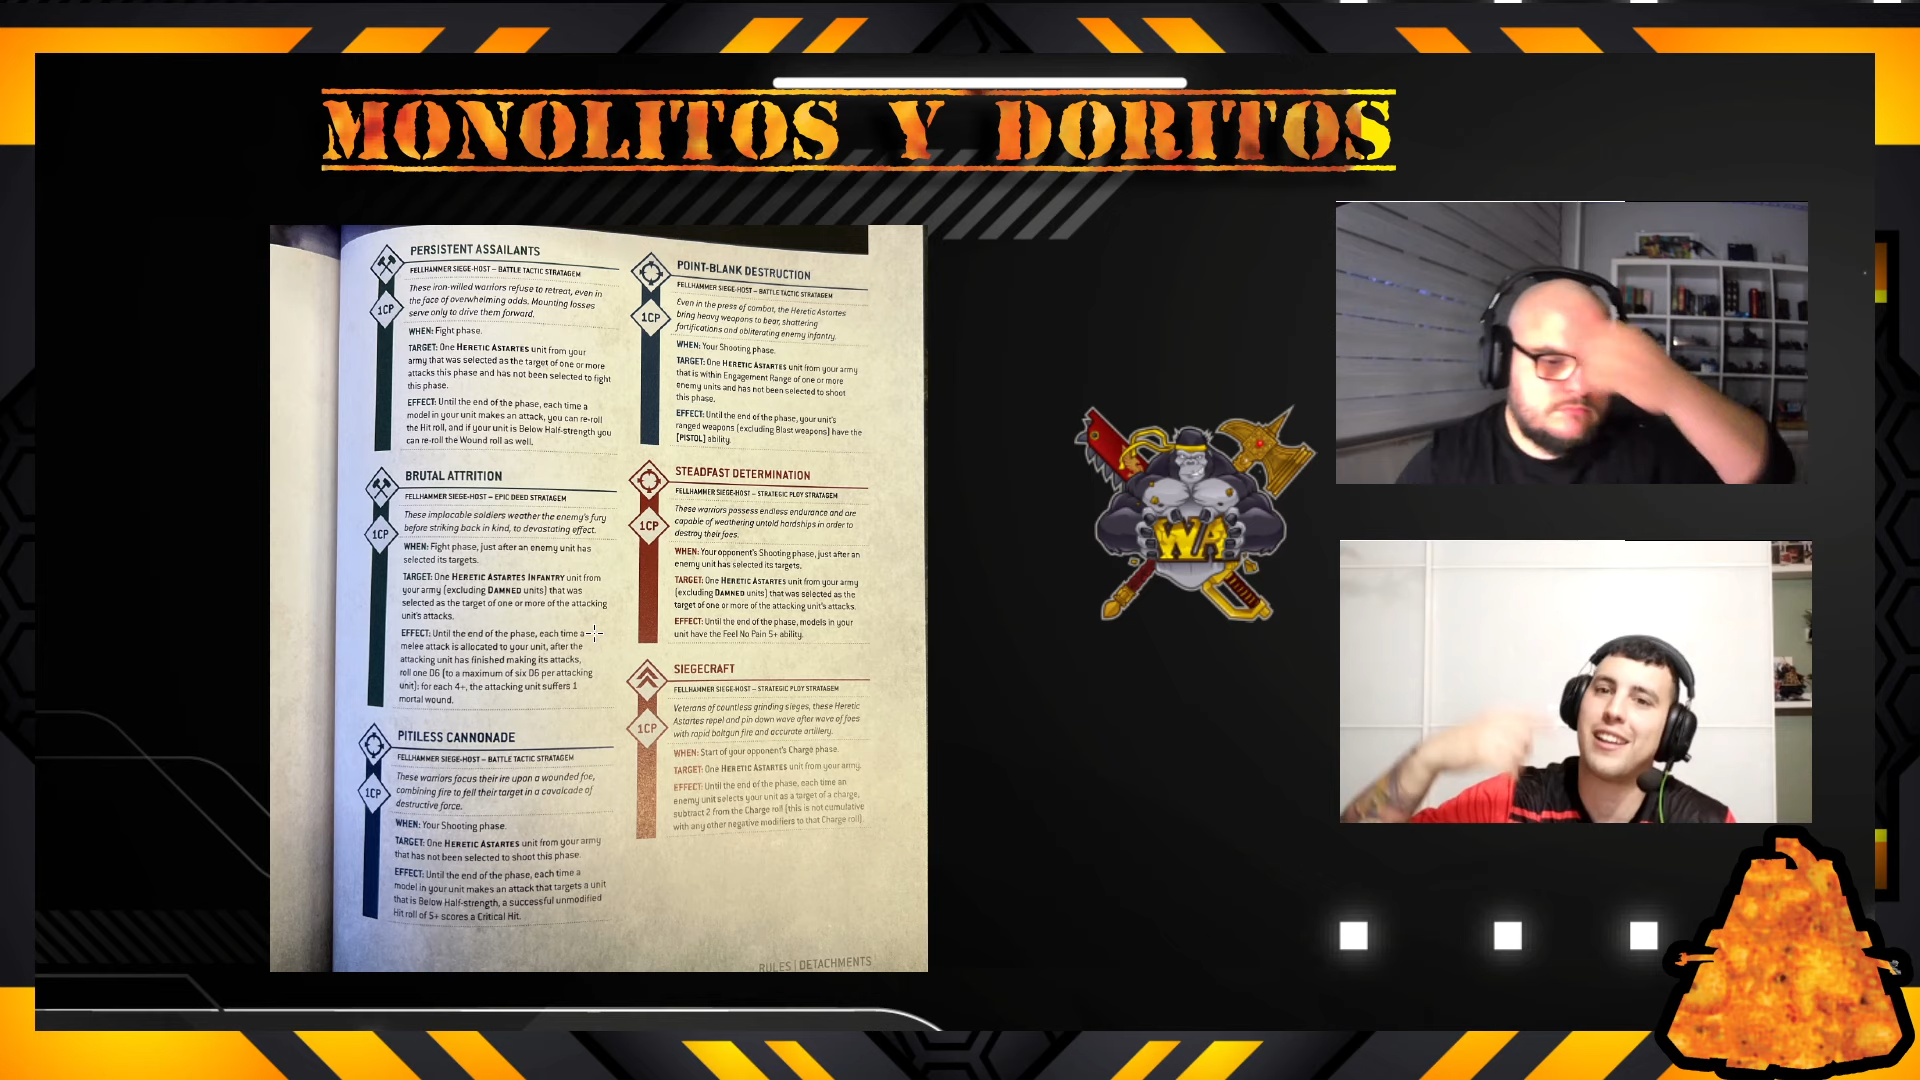 MONOLITOS Y DORITOS
PERSISTENT ASSAILANTS
FELLHAMMER SIEGE-HOST – BATTLE TACTIC STRATAGEM
1CP
These iron-willed warriors refuse to retreat, even in
the face of overwhelming odds. Mounting losses
serve only to drive them forward.
WHEN: Fight phase.
TARGET: One HERETIC ASTARTES unit from your
army that was selected as the target of one or more
attacks this phase and has not been selected to fight
this phase.
EFFECT: Until the end of the phase, each time a
model in your unit makes an attack, you can re-roll
the Hit roll, and if your unit is Below Half-strength you
can re-roll the Wound roll as well.
BRUTAL ATTRITION
FELLHAMMER SIEGE-HOST – EPIC DEED STRATAGEM
1CP
These implacable soldiers weather the enemy's fury
before striking back in kind, to devastating effect.
WHEN: Fight phase, just after an enemy unit has
selected its targets.
TARGET: One HERETIC ASTARTES INFANTRY unit from
your army (excluding DAMNED units) that was
selected as the target of one or more of the attacking
unit's attacks.
EFFECT: Until the end of the phase, each time a
melee attack is allocated to your unit, after the
attacking unit has finished making its attacks,
roll one D6 (to a maximum of six D6 per attacking
unit): for each 4+, the attacking unit suffers 1
mortal wound.
PITILESS CANNONADE
FELLHAMMER SIEGE-HOST – BATTLE TACTIC STRATAGEM
1CP
These warriors focus their ire upon a wounded foe,
combining fire to fell their target in a cavalcade of
destructive force.
WHEN: Your Shooting phase.
TARGET: One HERETIC ASTARTES unit from your army
that has not been selected to shoot this phase.
EFFECT: Until the end of the phase, each time a
model in your unit makes an attack that targets a unit
that is Below Half-strength, a successful unmodified
Hit roll of 5+ scores a Critical Hit.
POINT-BLANK DESTRUCTION
FELLHAMMER SIEGE-HOST – BATTLE TACTIC STRATAGEM
1CP
Even in the press of combat, the Heretic Astartes
bring heavy weapons to bear, shattering
fortifications and obliterating enemy infantry.
WHEN: Your Shooting phase.
TARGET: One HERETIC ASTARTES unit from your army
that is within Engagement Range of one or more
enemy units and has not been selected to shoot
this phase.
EFFECT: Until the end of the phase, your unit's
ranged weapons (excluding Blast weapons) have the
[PISTOL] ability.
STEADFAST DETERMINATION
FELLHAMMER SIEGE-HOST – STRATEGIC PLOY STRATAGEM
1CP
These warriors possess endless endurance and are
capable of weathering untold hardships in order to
destroy their foes.
WHEN: Your opponent's Shooting phase, just after an
enemy unit has selected its targets.
TARGET: One HERETIC ASTARTES unit from your army
(excluding DAMNED units) that was selected as the
target of one or more of the attacking unit's attacks.
EFFECT: Until the end of the phase, models in your
unit have the Feel No Pain 5+ ability.
SIEGECRAFT
FELLHAMMER SIEGE-HOST – STRATEGIC PLOY STRATAGEM
1CP
Veterans of countless grinding sieges, these Heretic
Astartes repel and pin down wave after wave of foes
with rapid boltgun fire and accurate artillery.
WHEN: Start of your opponent's Charge phase.
TARGET: One HERETIC ASTARTES unit from your army.
EFFECT: Until the end of the phase, each time an
enemy unit selects your unit as a target of a charge,
subtract 2 from the Charge roll (this is not cumulative
with any other negative modifiers to that Charge roll).
RULES | DETACHMENTS